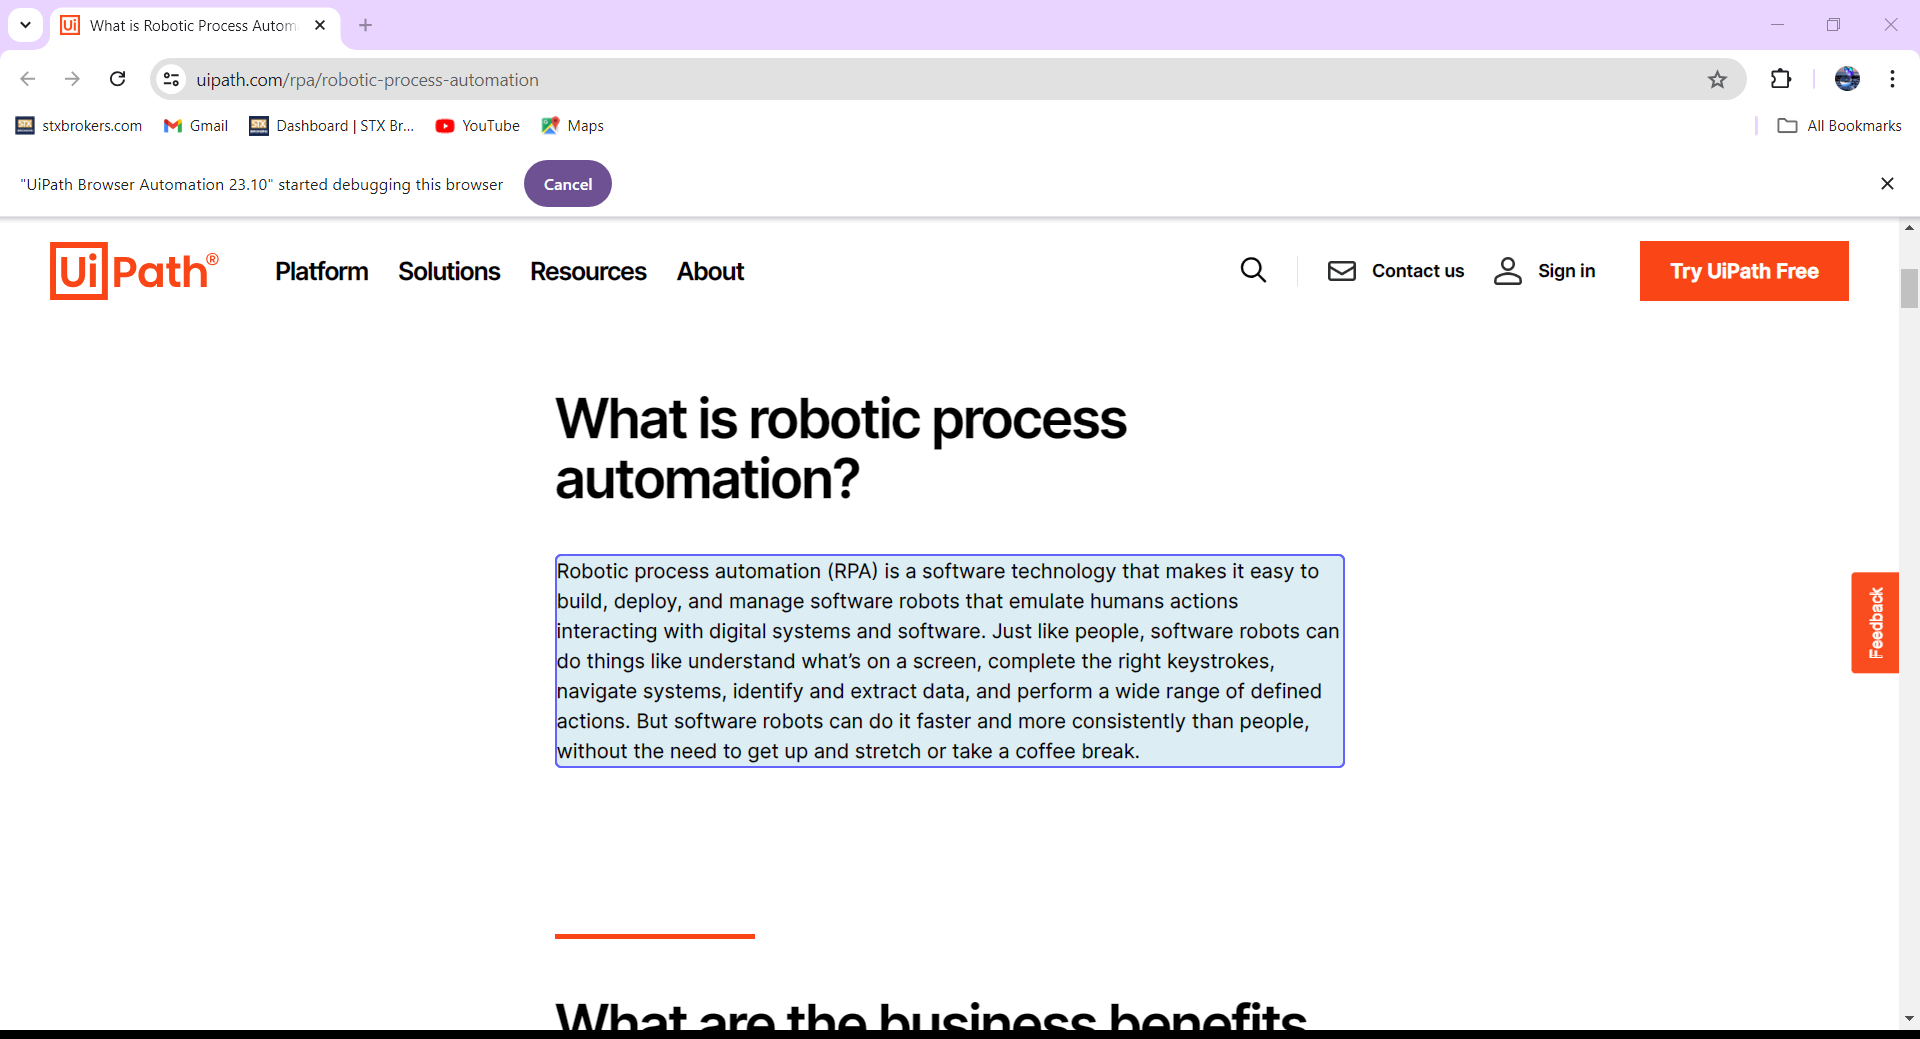 What is Robotic Process Autom
uipath.com/rpa/robotic-process-automation
stxbrokers.com Gmail Dashboard | STX Br... YouTube Maps All Bookmarks
"UiPath Browser Automation 23.10" started debugging this browser Cancel
UiPath® Platform Solutions Resources About Contact us Sign in Try UiPath Free
What is robotic process
automation?
Robotic process automation (RPA) is a software technology that makes it easy to
build, deploy, and manage software robots that emulate humans actions
interacting with digital systems and software. Just like people, software robots can
do things like understand what’s on a screen, complete the right keystrokes,
navigate systems, identify and extract data, and perform a wide range of defined
actions. But software robots can do it faster and more consistently than people,
without the need to get up and stretch or take a coffee break.
Feedback
What are the business benefits